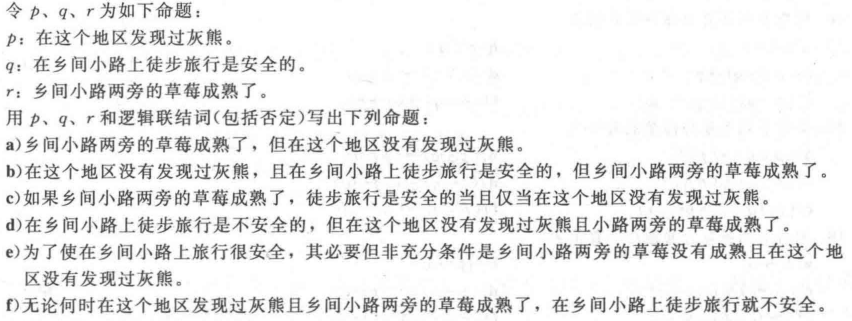 令 p、q、r 为如下命题：
p：在这个地区发现过灰熊。
q：在乡间小路上徒步旅行是安全的。
r：乡间小路两旁的草莓成熟了。
用 p、q、r 和逻辑联结词(包括否定)写出下列命题：
a)乡间小路两旁的草莓成熟了，但在这个地区没有发现过灰熊。
b)在这个地区没有发现过灰熊，且在乡间小路上徒步旅行是安全的，但乡间小路两旁的草莓成熟了。
c)如果乡间小路两旁的草莓成熟了，徒步旅行是安全的当且仅当在这个地区没有发现过灰熊。
d)在乡间小路上徒步旅行是不安全的，但在这个地区没有发现过灰熊且小路两旁的草莓成熟了。
e)为了使在乡间小路上旅行很安全，其必要但非充分条件是乡间小路两旁的草莓没有成熟且在这个地
区没有发现过灰熊。
f)无论何时在这个地区发现过灰熊且乡间小路两旁的草莓成熟了，在乡间小路上徒步旅行就不安全。